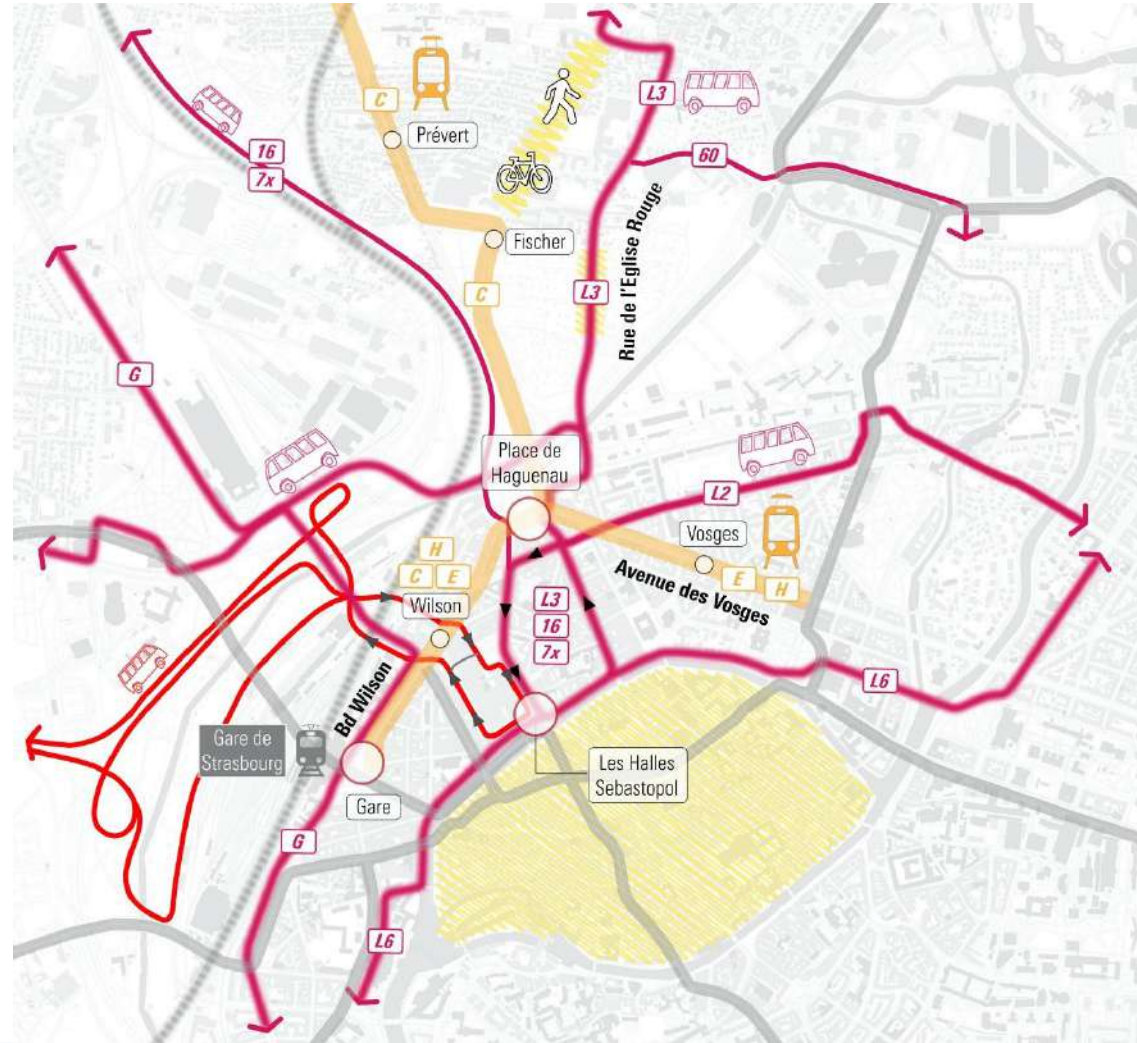 C
L3
16
7x
Prévert
60
Fischer
C
L3
Rue de l'Eglise Rouge
G
Place de
Haguenau
L2
Vosges
H
C
E
Wilson
Avenue des Vosges
E
H
L3
16
7x
L6
Bd Wilson
Gare de
Strasbourg
Les Halles
Sebastopol
Gare
G
L6